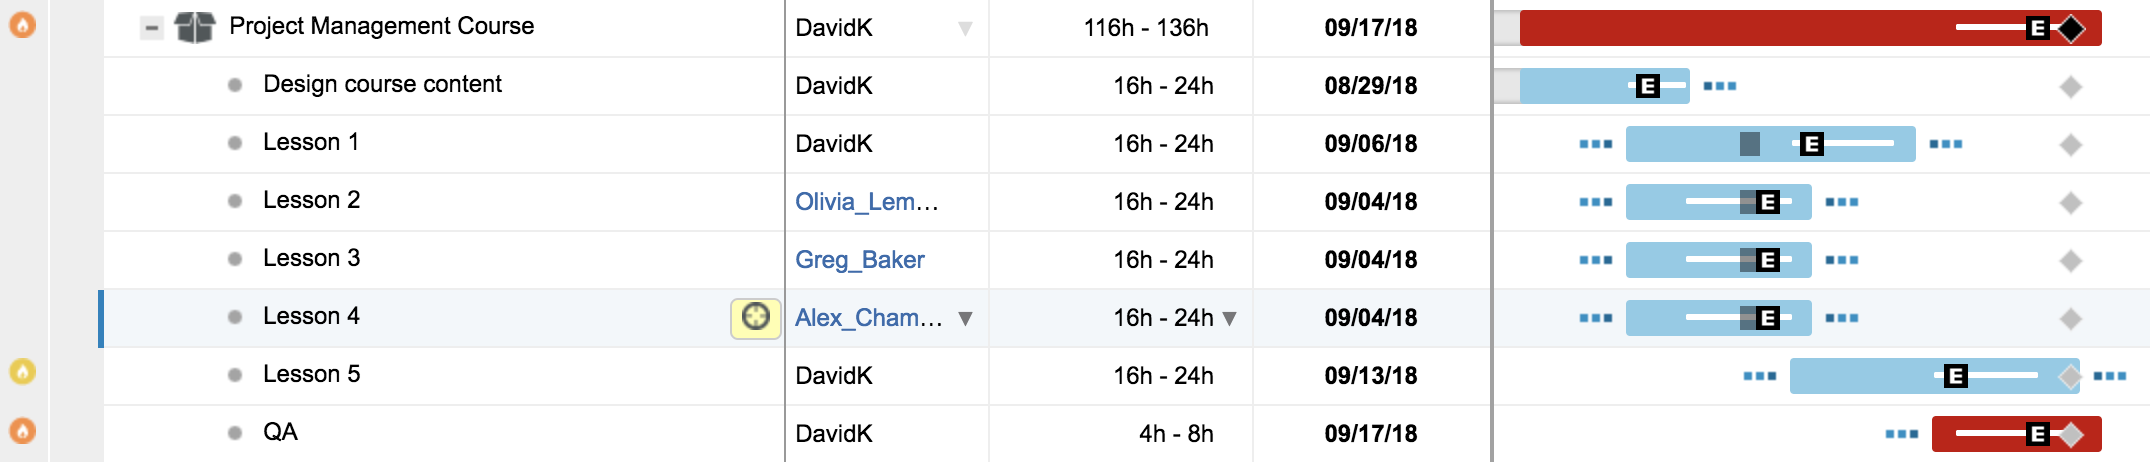 Project Management Course DavidK 116h - 136h 09/17/18 E
Design course content DavidK 16h - 24h 08/29/18 E
Lesson 1 DavidK 16h - 24h 09/06/18 E
Lesson 2 Olivia_Lem... 16h - 24h 09/04/18 E
Lesson 3 Greg_Baker 16h - 24h 09/04/18 E
Lesson 4 Alex_Cham... 16h - 24h 09/04/18 E
Lesson 5 DavidK 16h - 24h 09/13/18 E
QA DavidK 4h - 8h 09/17/18 E